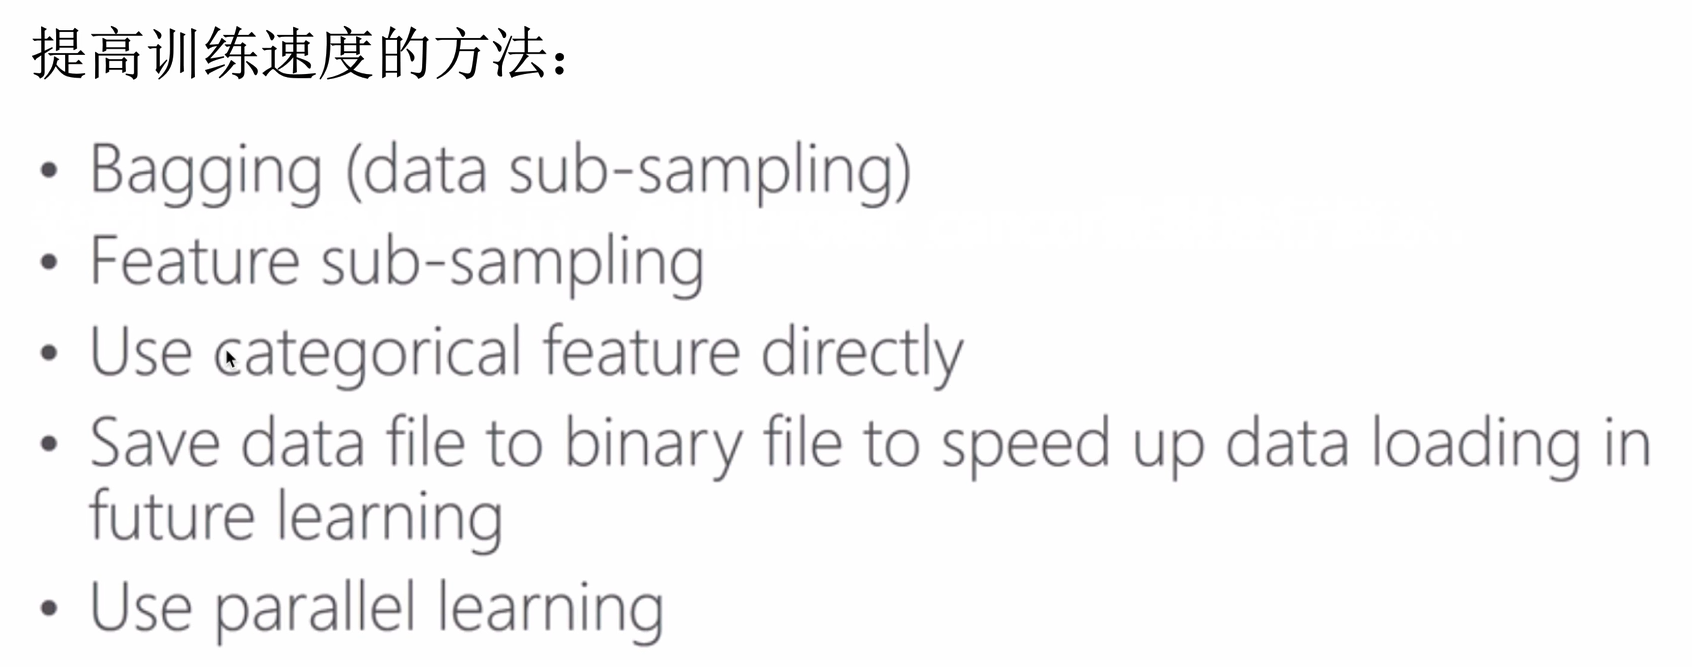 提高训练速度的方法：
• Bagging (data sub-sampling)
• Feature sub-sampling
• Use categorical feature directly
• Save data file to binary file to speed up data loading in
future learning
• Use parallel learning